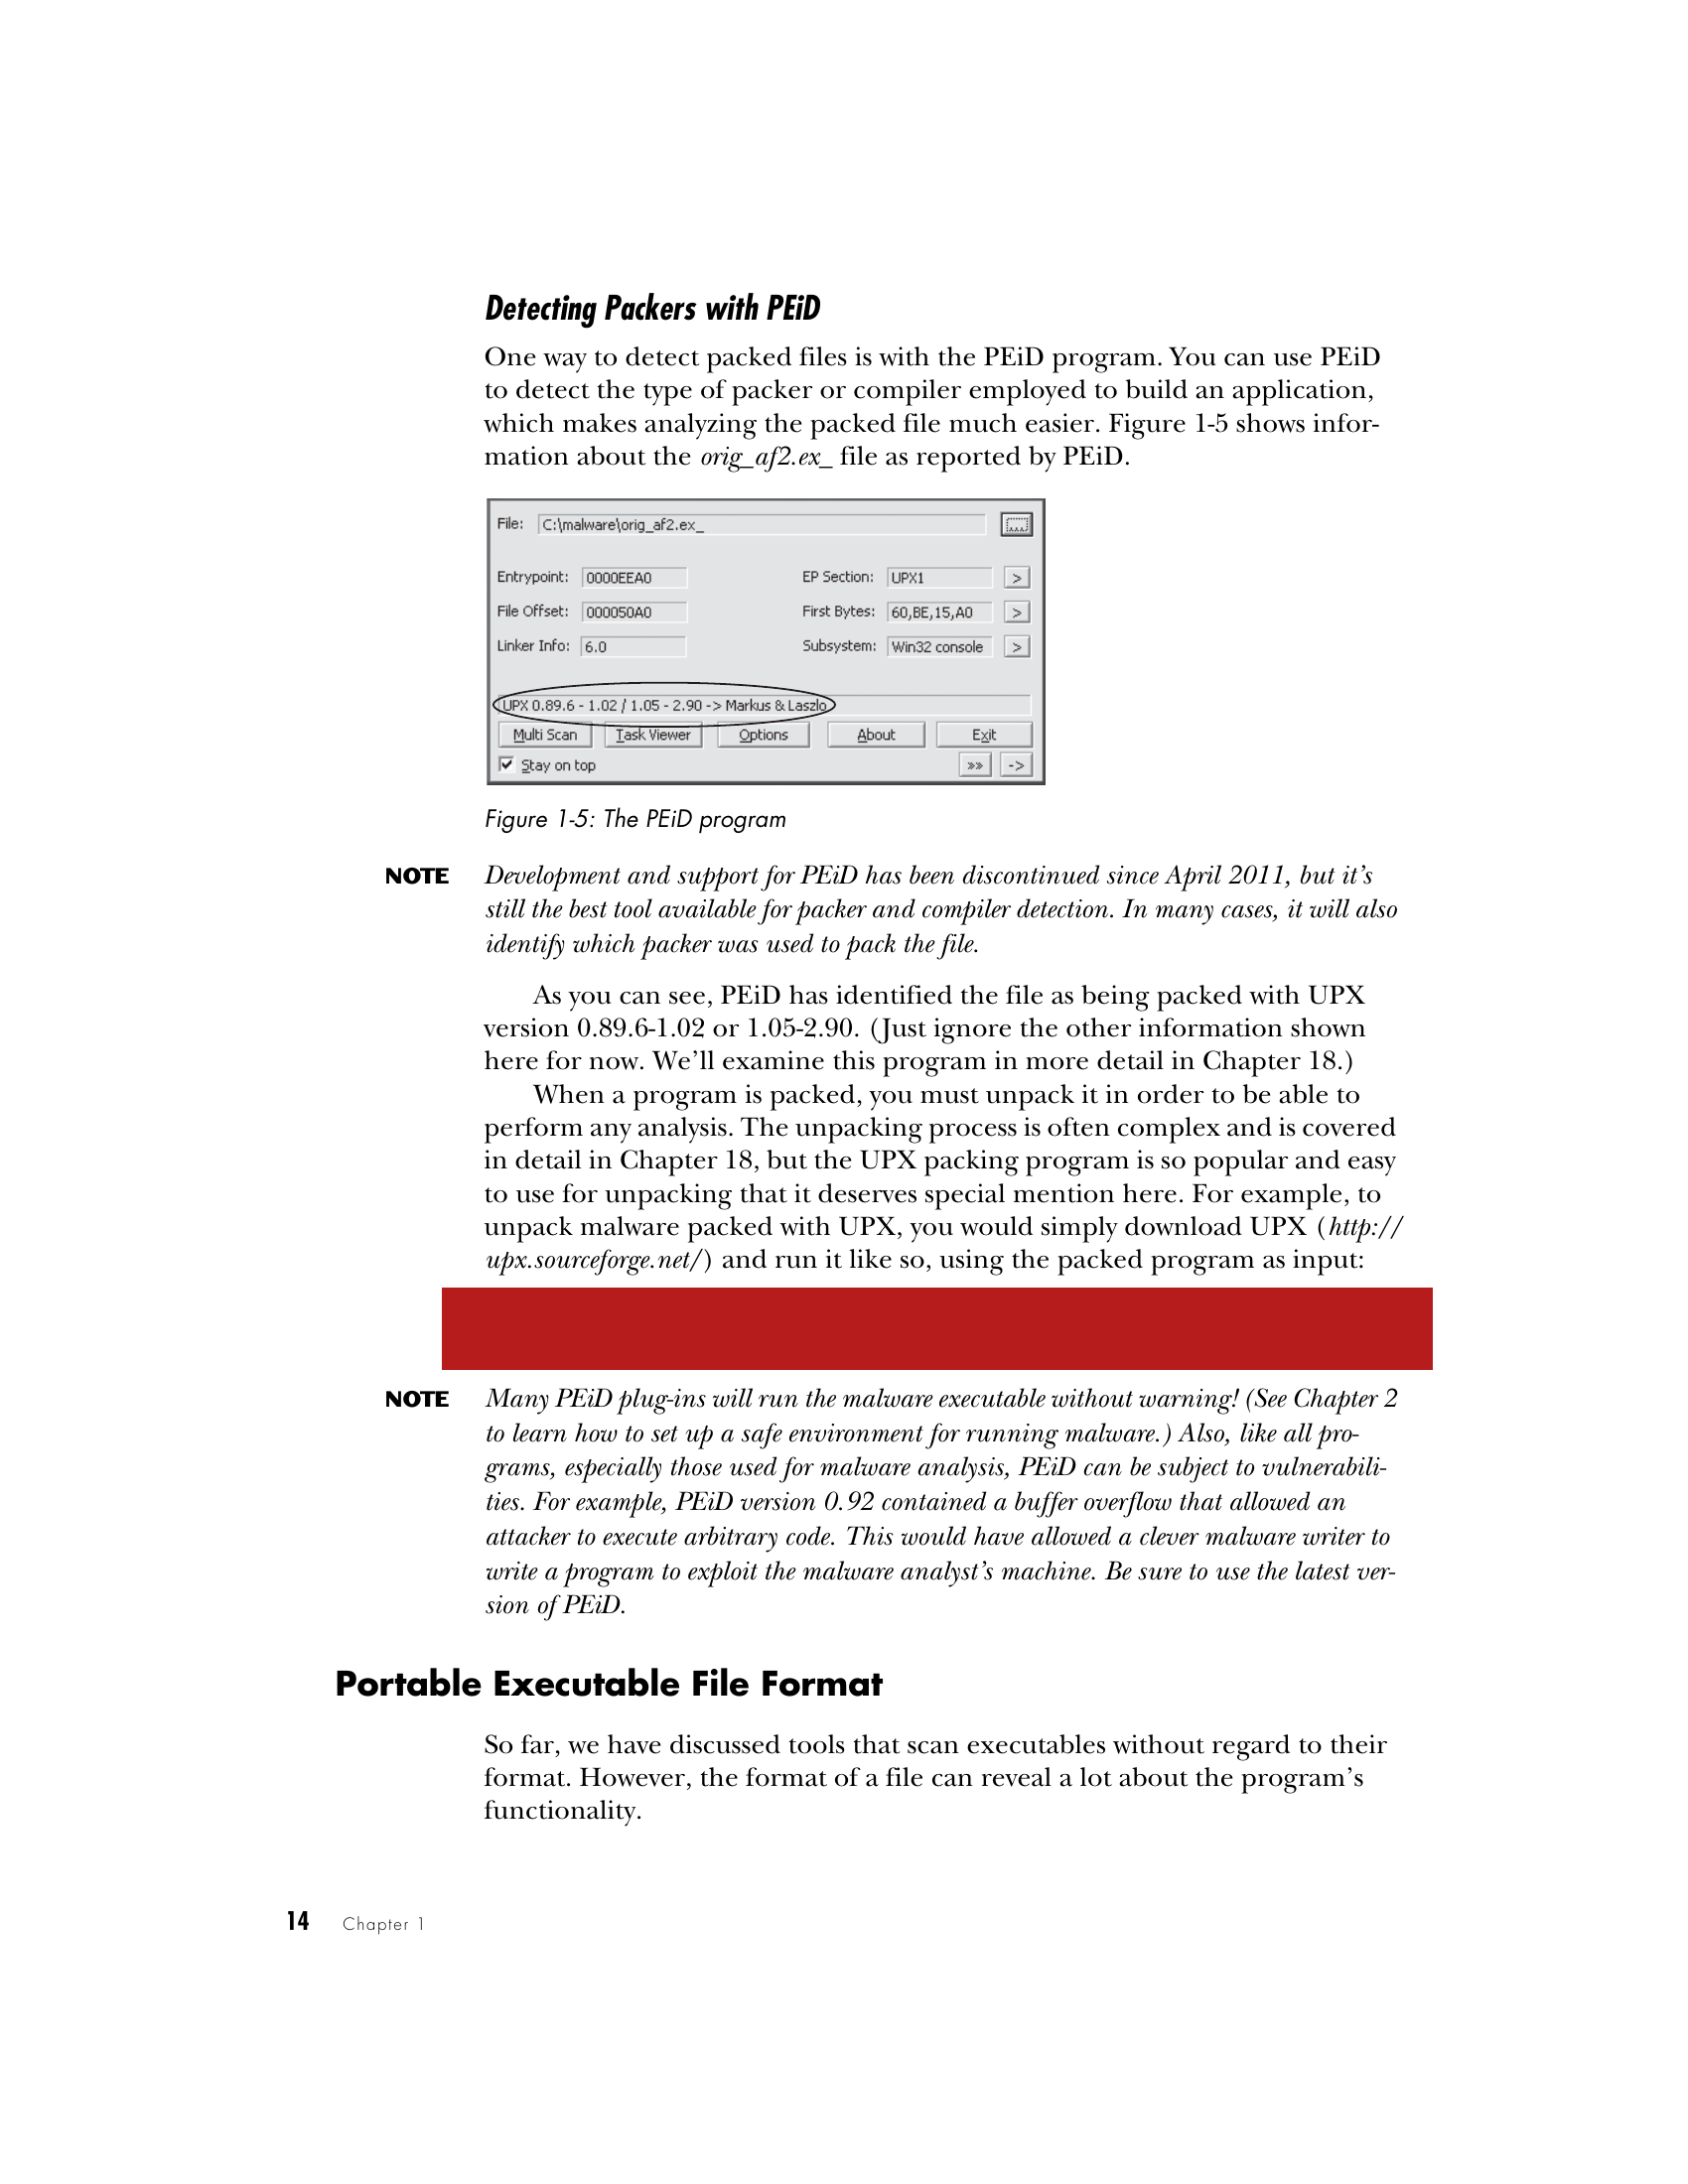 Detecting Packers with PEiD
One way to detect packed files is with the PEiD program. You can use PEiD
to detect the type of packer or compiler employed to build an application,
which makes analyzing the packed file much easier. Figure 1-5 shows infor-
mation about the orig_af2.ex_ file as reported by PEiD.
File: C:\malware\orig_af2.ex_ ...
Entrypoint: 0000EEA0 EP Section: UPX1 >
File Offset: 000050A0 First Bytes: 60,BE,15,A0 >
Linker Info: 6.0 Subsystem: Win32 console >
UPX 0.89.6 - 1.02 / 1.05 - 2.90 -> Markus & Laszlo
Multi Scan Task Viewer Options About Exit
Stay on top »» ->
Figure 1-5: The PEiD program
NOTE Development and support for PEiD has been discontinued since April 2011, but it’s
still the best tool available for packer and compiler detection. In many cases, it will also
identify which packer was used to pack the file.
As you can see, PEiD has identified the file as being packed with UPX
version 0.89.6-1.02 or 1.05-2.90. (Just ignore the other information shown
here for now. We’ll examine this program in more detail in Chapter 18.)
When a program is packed, you must unpack it in order to be able to
perform any analysis. The unpacking process is often complex and is covered
in detail in Chapter 18, but the UPX packing program is so popular and easy
to use for unpacking that it deserves special mention here. For example, to
unpack malware packed with UPX, you would simply download UPX (http://
upx.sourceforge.net/) and run it like so, using the packed program as input:
NOTE Many PEiD plug-ins will run the malware executable without warning! (See Chapter 2
to learn how to set up a safe environment for running malware.) Also, like all pro-
grams, especially those used for malware analysis, PEiD can be subject to vulnerabili-
ties. For example, PEiD version 0.92 contained a buffer overflow that allowed an
attacker to execute arbitrary code. This would have allowed a clever malware writer to
write a program to exploit the malware analyst’s machine. Be sure to use the latest ver-
sion of PEiD.
Portable Executable File Format
So far, we have discussed tools that scan executables without regard to their
format. However, the format of a file can reveal a lot about the program’s
functionality.
14 Chapter 1